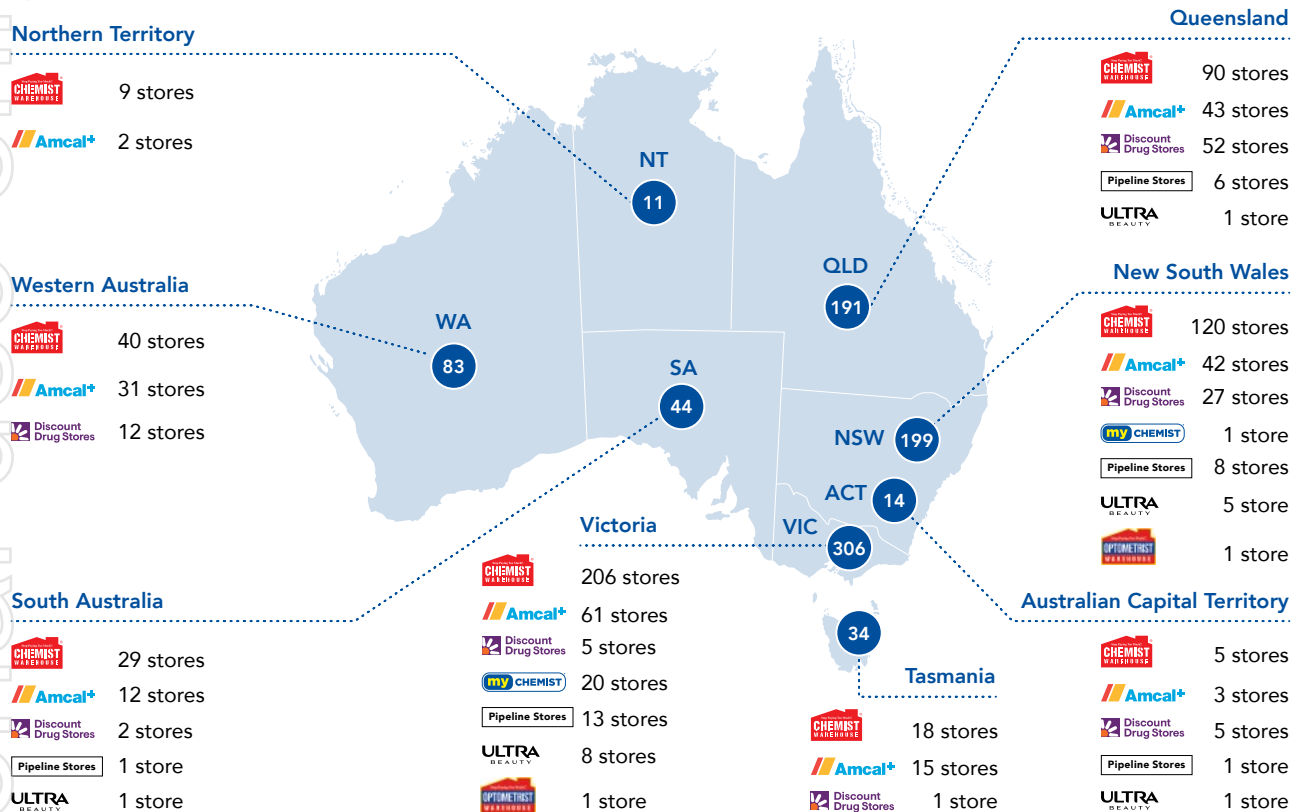 Northern Territory
CHEMIST WAREHOUSE 9 stores
Amcal+ 2 stores
Western Australia
CHEMIST WAREHOUSE 40 stores
Amcal+ 31 stores
Discount Drug Stores 12 stores
South Australia
CHEMIST WAREHOUSE 29 stores
Amcal+ 12 stores
Discount Drug Stores 2 stores
Pipeline Stores 1 store
ULTRA BEAUTY 1 store
NT
11
WA
83
SA
44
QLD
191
NSW 199
ACT 14
VIC 306
34
Victoria
CHEMIST WAREHOUSE 206 stores
Amcal+ 61 stores
Discount Drug Stores 5 stores
my CHEMIST 20 stores
Pipeline Stores 13 stores
ULTRA BEAUTY 8 stores
OPTOMETRIST WAREHOUSE 1 store
Tasmania
CHEMIST WAREHOUSE 18 stores
Amcal+ 15 stores
Discount Drug Stores 1 store
Queensland
CHEMIST WAREHOUSE 90 stores
Amcal+ 43 stores
Discount Drug Stores 52 stores
Pipeline Stores 6 stores
ULTRA BEAUTY 1 store
New South Wales
CHEMIST WAREHOUSE 120 stores
Amcal+ 42 stores
Discount Drug Stores 27 stores
my CHEMIST 1 store
Pipeline Stores 8 stores
ULTRA BEAUTY 5 store
OPTOMETRIST WAREHOUSE 1 store
Australian Capital Territory
CHEMIST WAREHOUSE 5 stores
Amcal+ 3 stores
Discount Drug Stores 5 stores
Pipeline Stores 1 store
ULTRA BEAUTY 1 store